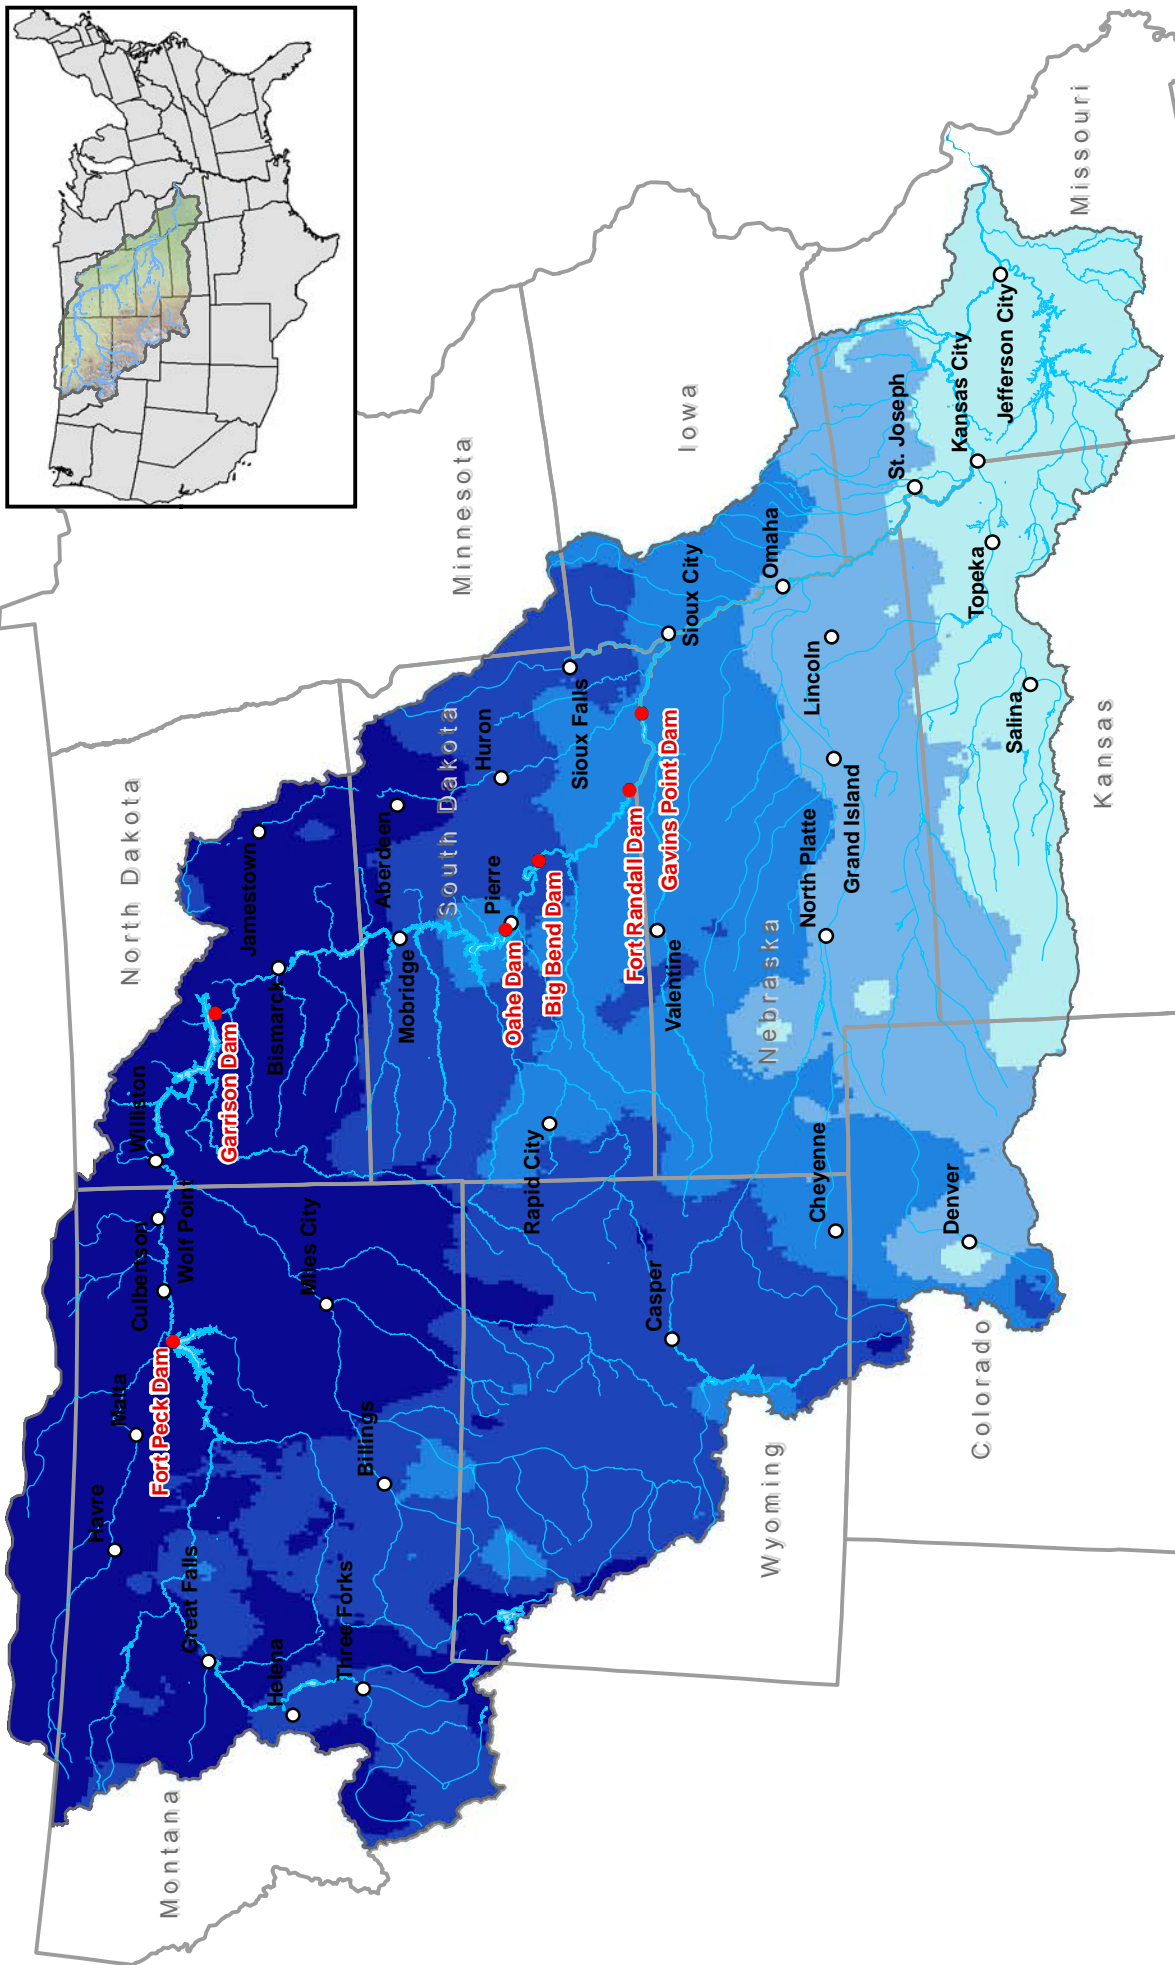 Montana
North Dakota
Minnesota
South Dakota
Iowa
Wyoming
Nebraska
Colorado
Kansas
Missouri
Havre
Malta
Culbertson
Wolf Point
Williston
Fort Peck Dam
Great Falls
Garrison Dam
Jamestown
Helena
Miles City
Bismarck
Three Forks
Billings
Mobridge
Aberdeen
Pierre
Huron
Oahe Dam
Big Bend Dam
Rapid City
Sioux Falls
Fort Randall Dam
Gavins Point Dam
Sioux City
Casper
Valentine
Omaha
Cheyenne
North Platte
Grand Island
Lincoln
St. Joseph
Denver
Topeka
Kansas City
Salina
Jefferson City